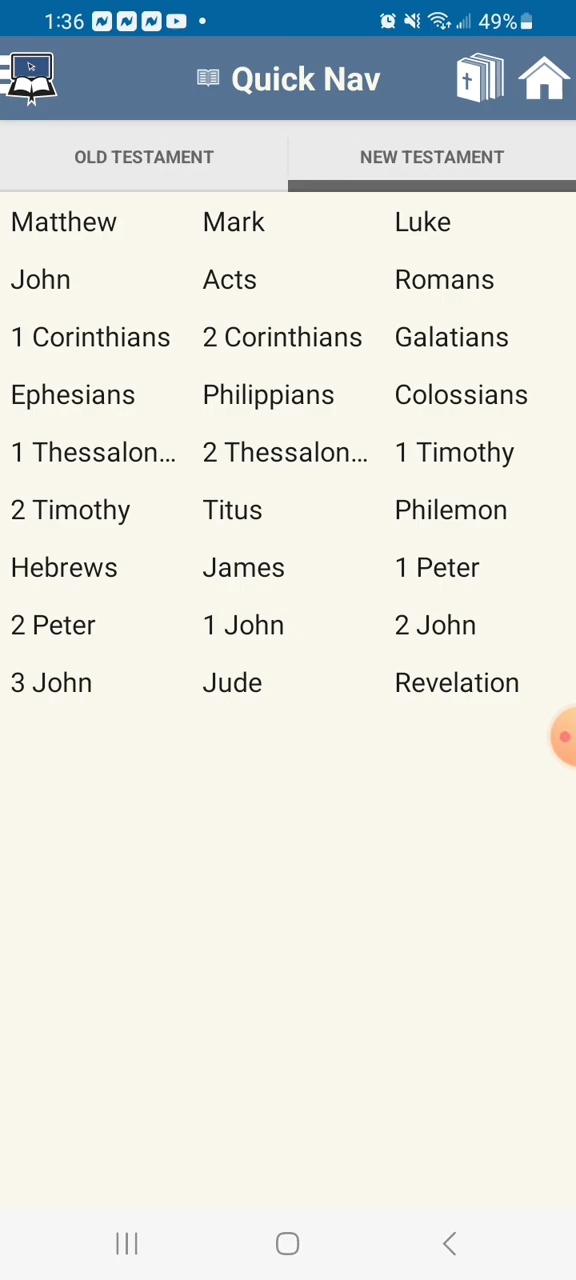 1:36 49%
Quick Nav
OLD TESTAMENT NEW TESTAMENT
Matthew Mark Luke
John Acts Romans
1 Corinthians 2 Corinthians Galatians
Ephesians Philippians Colossians
1 Thessalon... 2 Thessalon... 1 Timothy
2 Timothy Titus Philemon
Hebrews James 1 Peter
2 Peter 1 John 2 John
3 John Jude Revelation